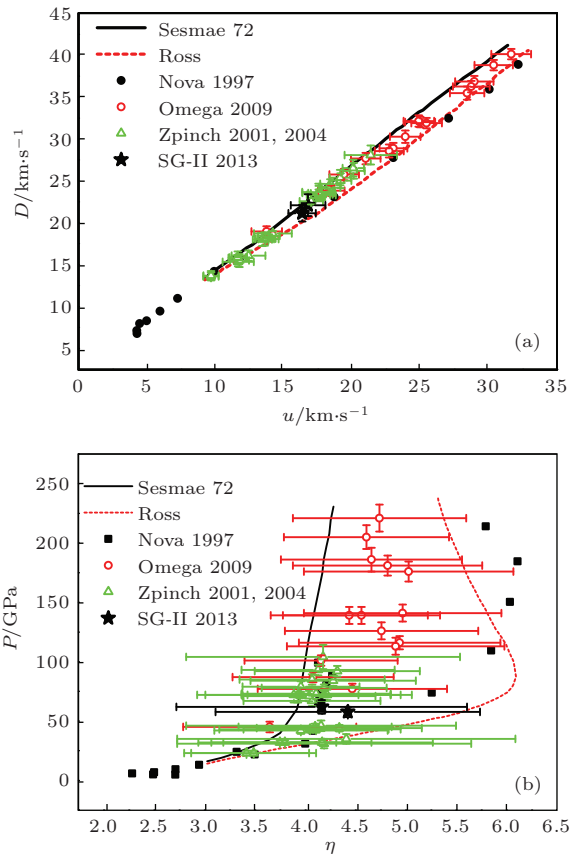 45
40
35
30
25
20
15
10
5
D/km·s⁻¹
Sesmae 72
Ross
Nova 1997
Omega 2009
Zpinch 2001, 2004
SG-II 2013
(a)
0 5 10 15 20 25 30 35
u/km·s⁻¹
250
200
150
100
50
0
P/GPa
Sesmae 72
Ross
Nova 1997
Omega 2009
Zpinch 2001, 2004
SG-II 2013
(b)
2.0 2.5 3.0 3.5 4.0 4.5 5.0 5.5 6.0 6.5
η